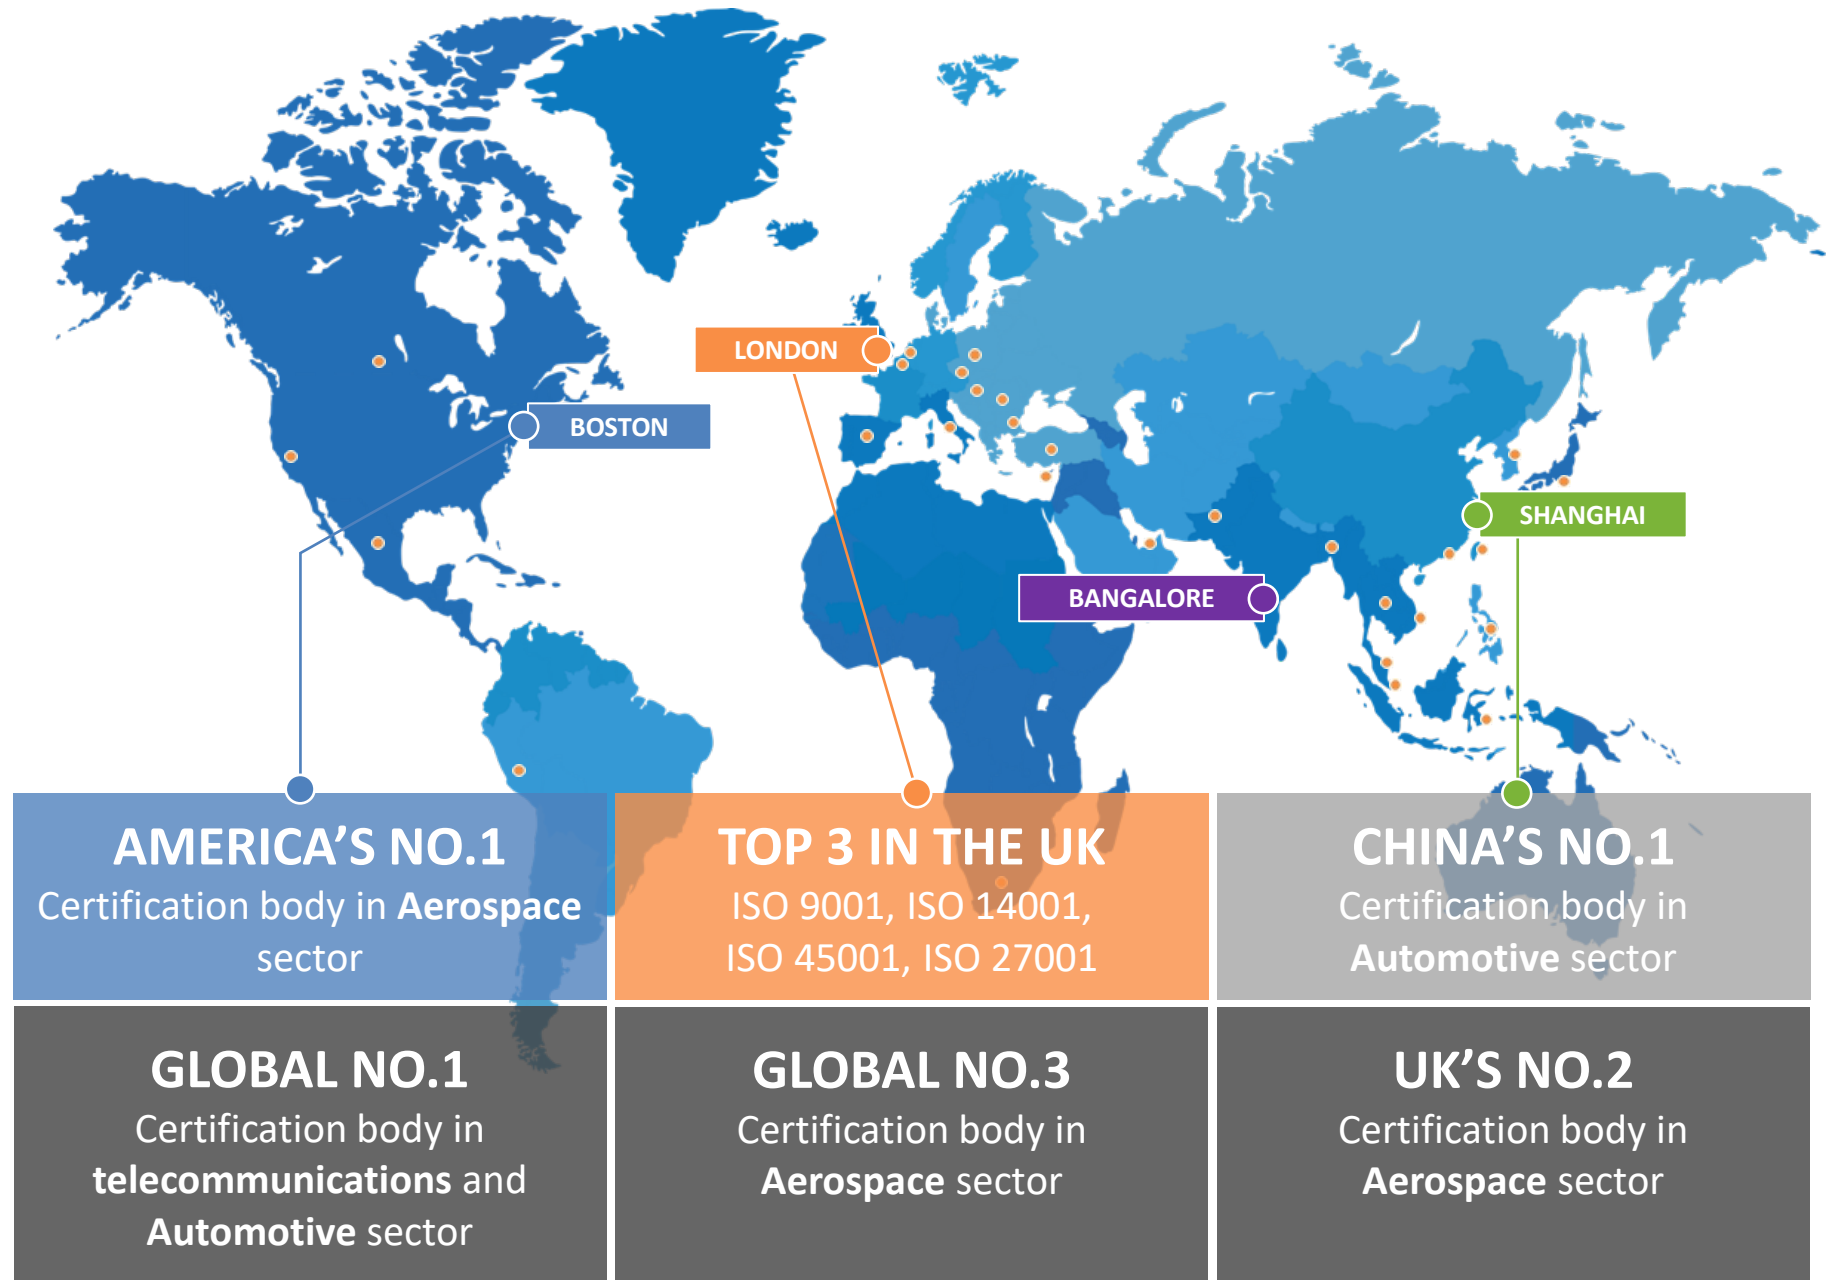 LONDON
BOSTON
SHANGHAI
BANGALORE
AMERICA’S NO.1
Certification body in Aerospace
sector
TOP 3 IN THE UK
ISO 9001, ISO 14001,
ISO 45001, ISO 27001
CHINA’S NO.1
Certification body in
Automotive sector
GLOBAL NO.1
Certification body in
telecommunications and
Automotive sector
GLOBAL NO.3
Certification body in
Aerospace sector
UK’S NO.2
Certification body in
Aerospace sector